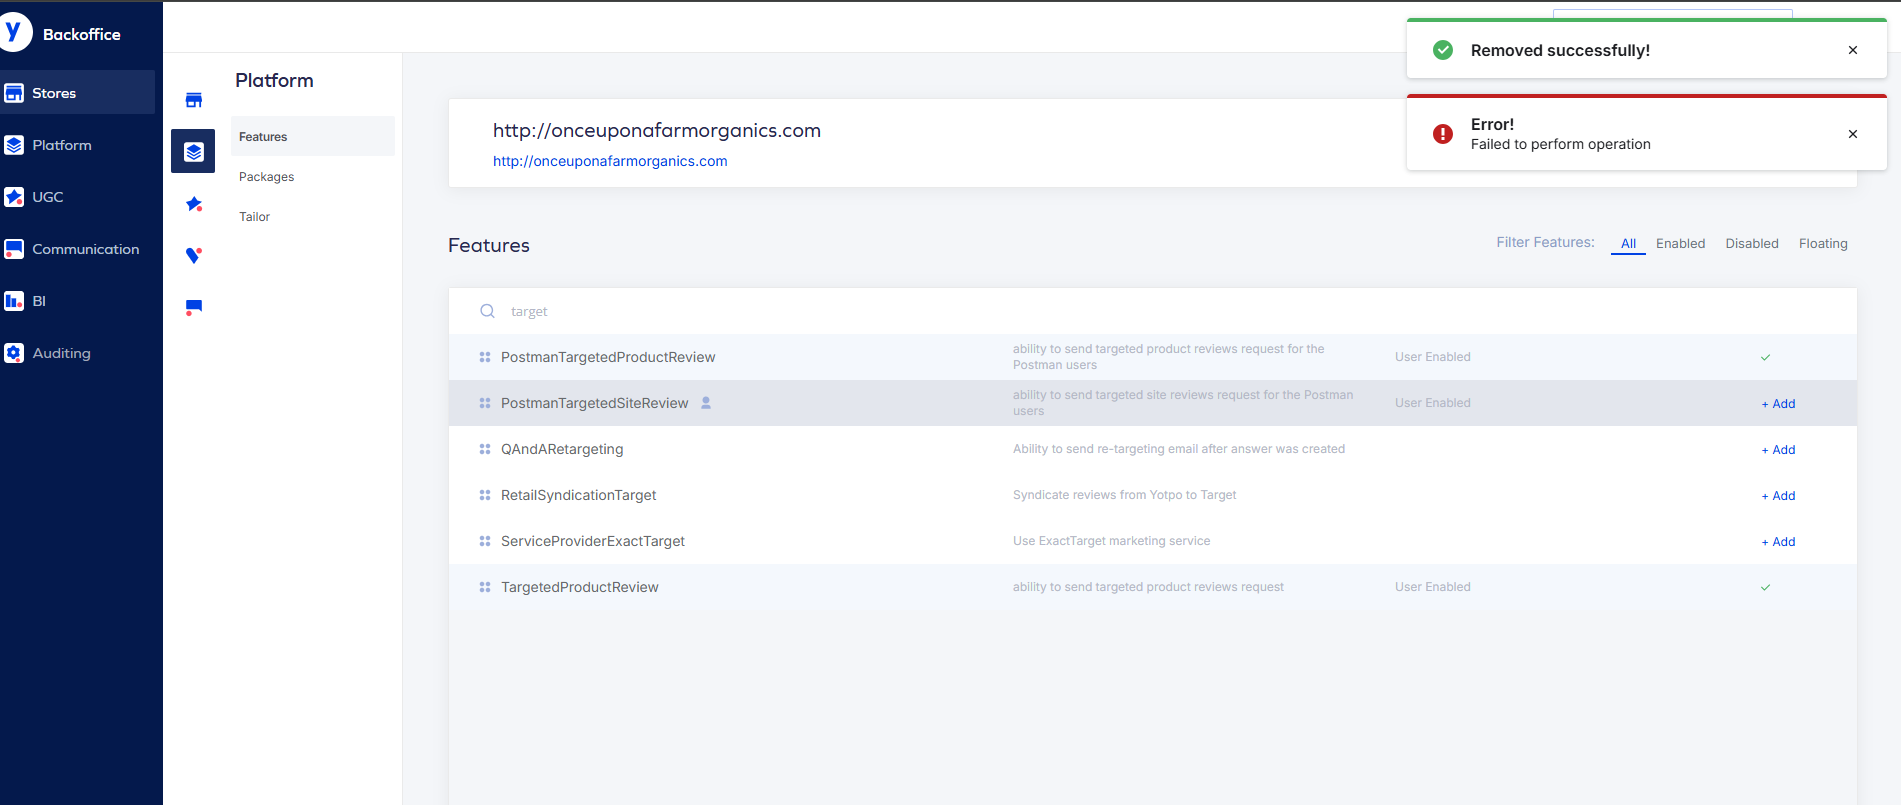 y Backoffice
Stores
Platform
UGC
Communication
BI
Auditing
Platform
Features
Packages
Tailor
Removed successfully!
Error!
Failed to perform operation
http://onceuponafarmorganics.com
http://onceuponafarmorganics.com
Features
Filter Features: All Enabled Disabled Floating
target
PostmanTargetedProductReview ability to send targeted product reviews request for the User Enabled
Postman users
PostmanTargetedSiteReview ability to send targeted site reviews request for the Postman User Enabled + Add
users
QAndARetargeting Ability to send re-targeting email after answer was created + Add
RetailSyndicationTarget Syndicate reviews from Yotpo to Target + Add
ServiceProviderExactTarget Use ExactTarget marketing service + Add
TargetedProductReview ability to send targeted product reviews request User Enabled